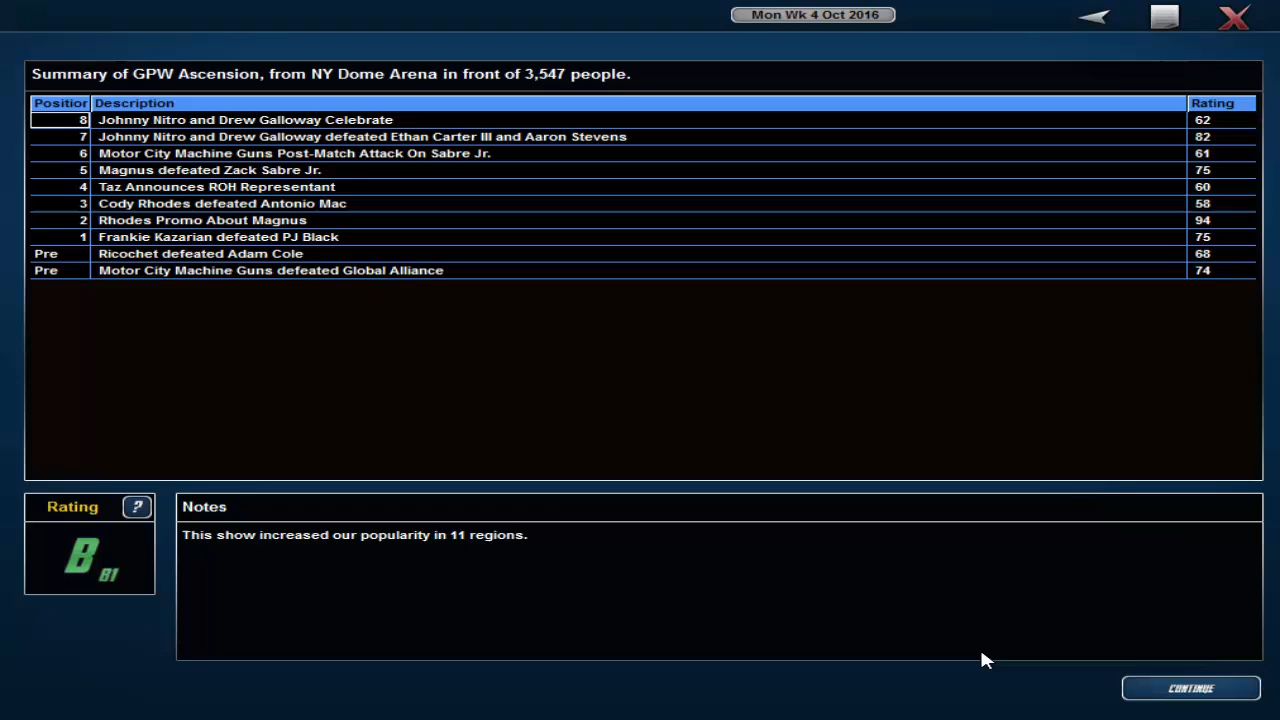 Mon Wk 4 Oct 2016
Summary of GPW Ascension, from NY Dome Arena in front of 3,547 people.
Position Description Rating
8 Johnny Nitro and Drew Galloway Celebrate 62
7 Johnny Nitro and Drew Galloway defeated Ethan Carter III and Aaron Stevens 82
6 Motor City Machine Guns Post-Match Attack On Sabre Jr. 61
5 Magnus defeated Zack Sabre Jr. 75
4 Taz Announces ROH Representant 60
3 Cody Rhodes defeated Antonio Mac 58
2 Rhodes Promo About Magnus 94
1 Frankie Kazarian defeated PJ Black 75
Pre Ricochet defeated Adam Cole 68
Pre Motor City Machine Guns defeated Global Alliance 74
Rating ? Notes
This show increased our popularity in 11 regions.
B 81
CONTINUE